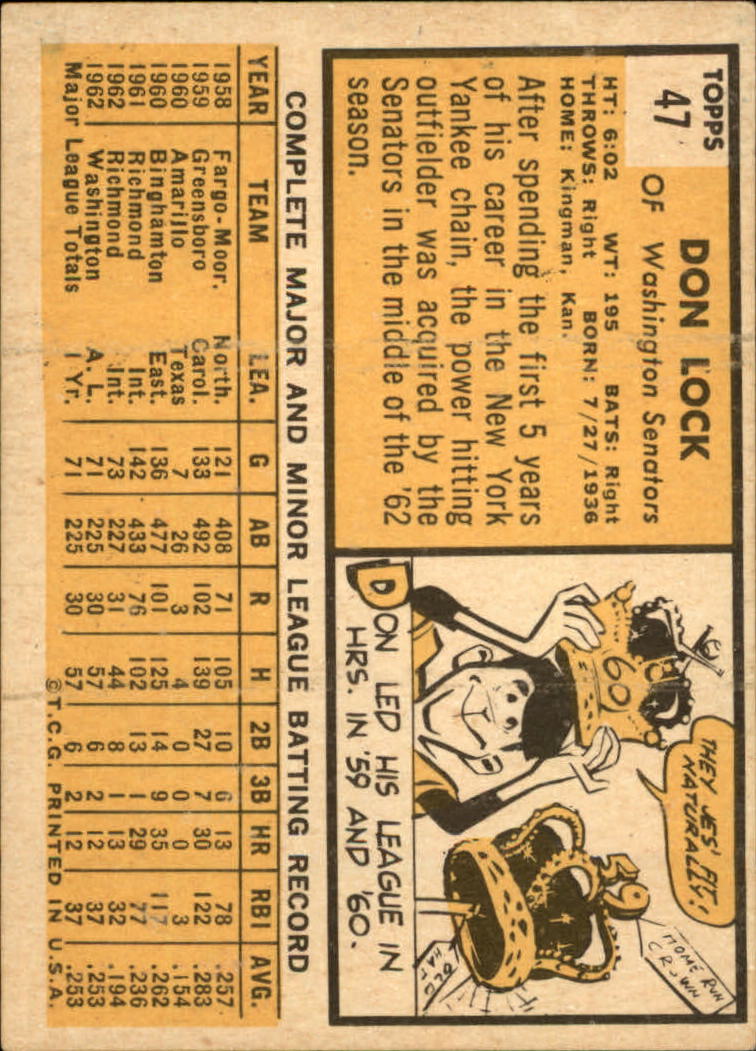 TOPPS
47
DON LOCK
OF Washington Senators
HT: 6:02 WT: 195 BATS: Right
THROWS: Right BORN: 7/27/1936
HOME: Kingman, Kan.
After spending the first 5 years
of his career in the New York
Yankee chain, the power hitting
outfielder was acquired by the
Senators in the middle of the '62
season.
THEY JES' FIT
NATURALLY!
60
59
HOME RUN
CROWN
OLD
HAT
DON LED HIS LEAGUE IN
HRS. IN '59 AND '60.
COMPLETE MAJOR AND MINOR LEAGUE BATTING RECORD
YEAR TEAM LEA. G AB R H 2B 3B HR RBI AVG.
1958 Fargo-Moor. North. 121 408 71 105 10 6 13 78 .257
1959 Greensboro Carol. 133 492 102 139 27 7 30 122 .283
1960 Amarillo Texas 7 26 3 4 0 0 0 3 .154
1960 Binghamton East. 136 477 101 125 14 9 35 117 .262
1961 Richmond Int. 142 433 76 102 13 1 29 77 .236
1962 Richmond Int. 73 227 31 44 8 1 13 32 .194
1962 Washington A.L. 71 225 30 57 6 2 12 37 .253
Major League Totals 1 Yr. 71 225 30 57 6 2 12 37 .253
©T.C.G. PRINTED IN U.S.A.